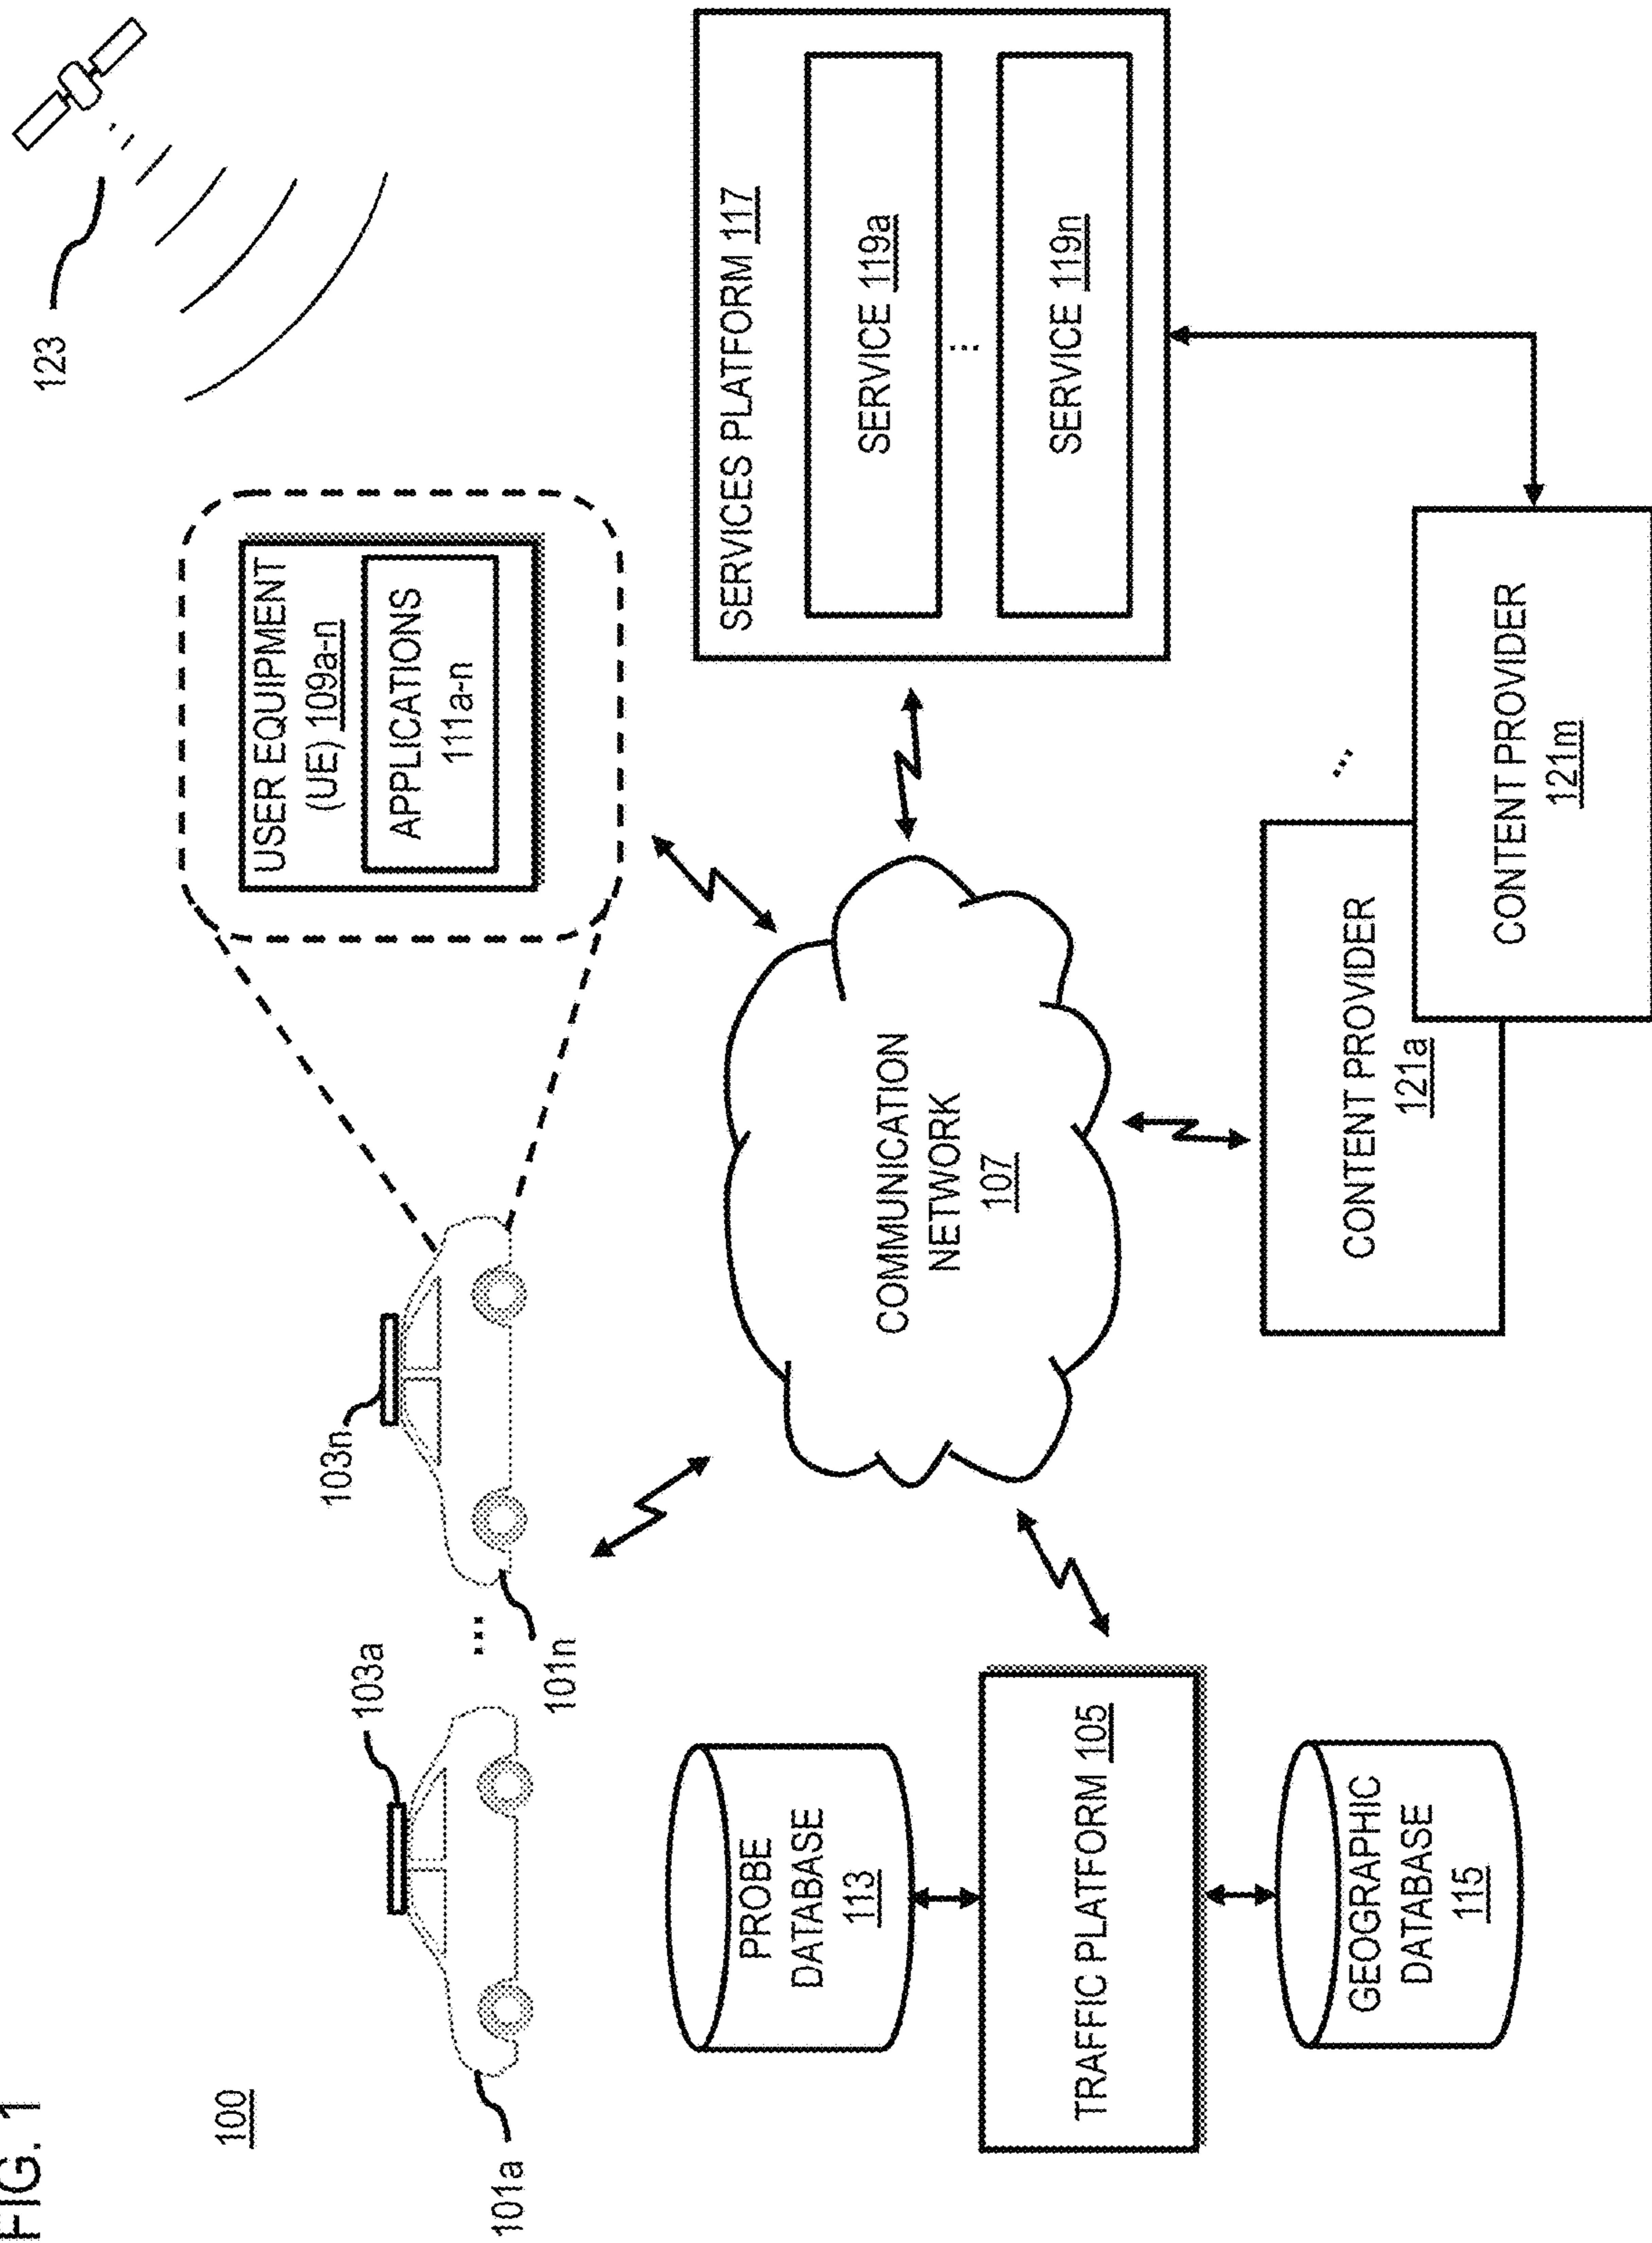 FIG. 1
100
123
103a
103n
101a
...
101n
USER EQUIPMENT
(UE) 109a-n
APPLICATIONS
111a-n
PROBE
DATABASE
113
TRAFFIC PLATFORM 105
GEOGRAPHIC
DATABASE
115
COMMUNICATION
NETWORK
107
SERVICES PLATFORM 117
SERVICE 119a
...
SERVICE 119n
CONTENT PROVIDER
121a
...
CONTENT PROVIDER
121m